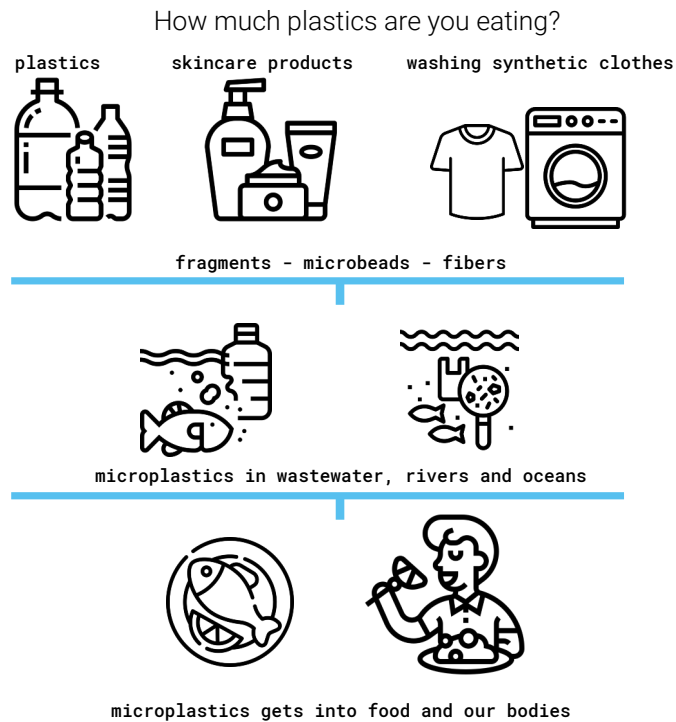 How much plastics are you eating?
plastics
skincare products
washing synthetic clothes
fragments - microbeads - fibers
microplastics in wastewater, rivers and oceans
microplastics gets into food and our bodies